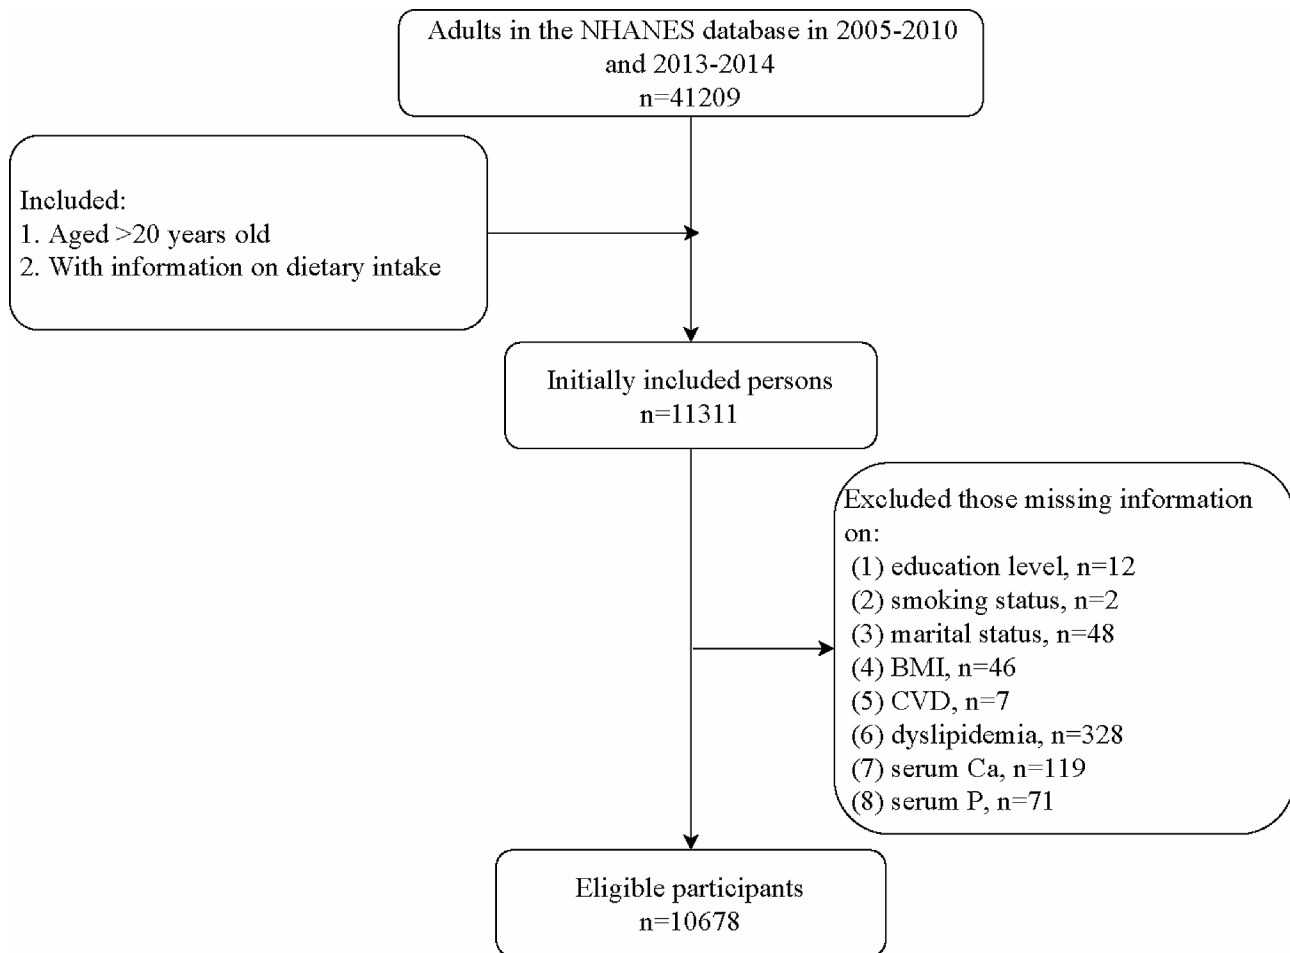 Adults in the NHANES database in 2005-2010
and 2013-2014
n=41209
Included:
1. Aged >20 years old
2. With information on dietary intake
Initially included persons
n=11311
Excluded those missing information
on:
(1) education level, n=12
(2) smoking status, n=2
(3) marital status, n=48
(4) BMI, n=46
(5) CVD, n=7
(6) dyslipidemia, n=328
(7) serum Ca, n=119
(8) serum P, n=71
Eligible participants
n=10678